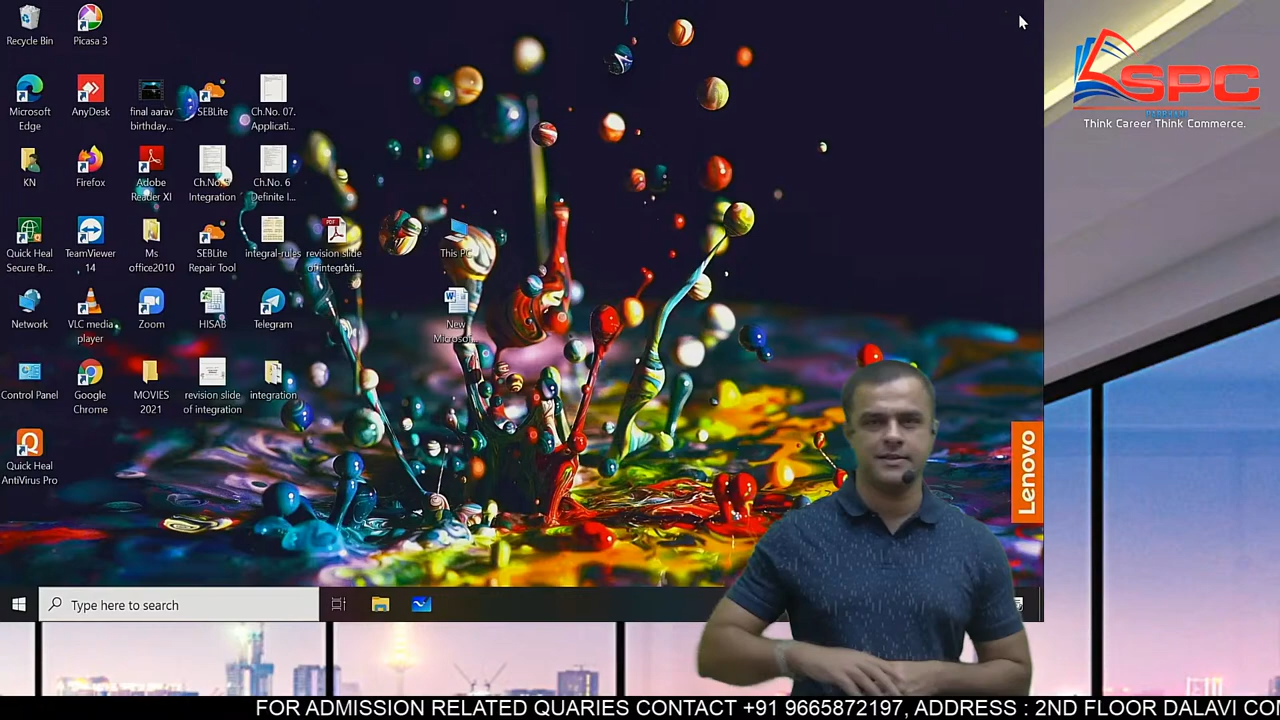 Recycle Bin
Picasa 3
Microsoft
Edge
AnyDesk
final aarav
birthday...
SEBLite
Ch.No. 07.
Applicati...
KN
Firefox
Adobe
Reader XI
Integration
Ch.No. 6
Definite I...
Quick Heal
Secure Br...
TeamViewer
14
Ms
office2010
SEBLite
Repair Tool
integral-rules
PDF
revision slide
of integrati...
This PC
Network
VLC media
player
Zoom
HISAB
Telegram
New
Microsof...
Control Panel
Google
Chrome
MOVIES
2021
revision slide
of integration
integration
Quick Heal
AntiVirus Pro
Lenovo
Type here to search
SPC
Think Career Think Commerce.
FOR ADMISSION RELATED QUARIES CONTACT +91 9665872197, ADDRESS : 2ND FLOOR DALAVI CO